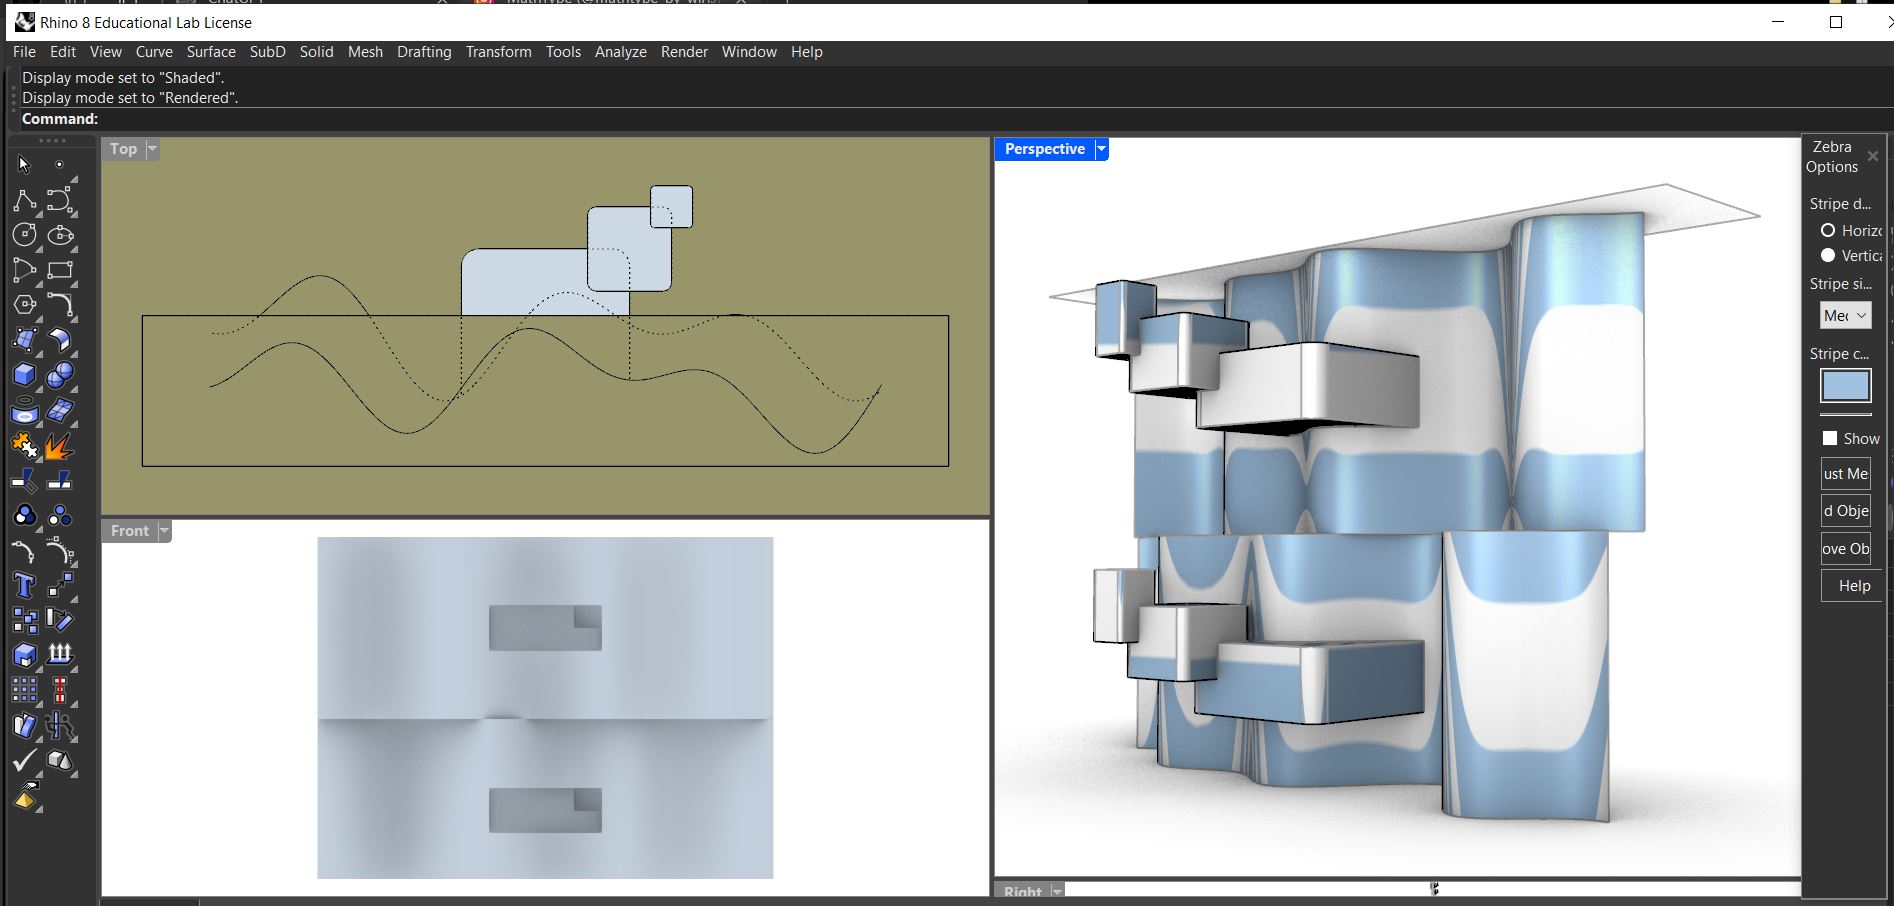 Rhino 8 Educational Lab License
File Edit View Curve Surface SubD Solid Mesh Drafting Transform Tools Analyze Render Window Help
Display mode set to "Shaded".
Display mode set to "Rendered".
Command:
Top
Perspective
Zebra
Options
Stripe d...
Horizo
Vertica
Stripe si...
Med
Stripe c...
Show
ust Me
d Obje
ove Ob
Help
Front
Right